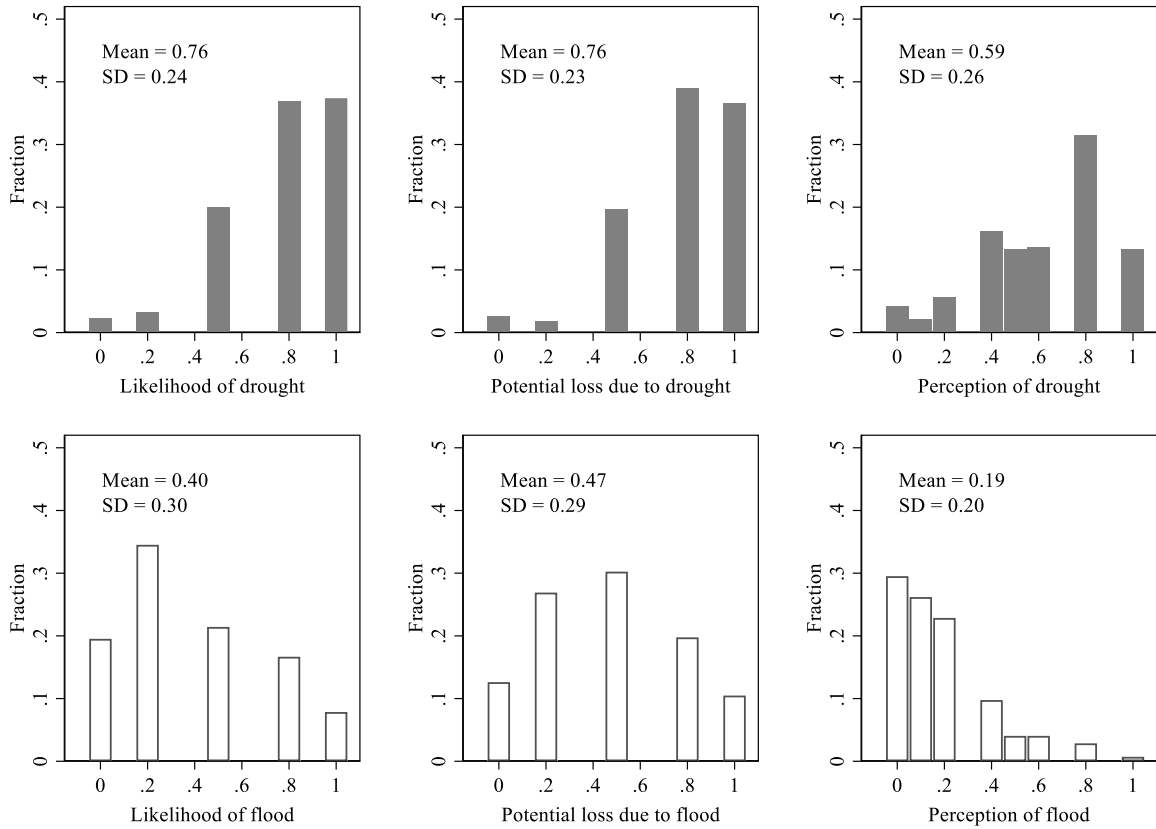 .5
.4
.3
.2
.1
0
Fraction
Mean = 0.76
SD = 0.24
0 .2 .4 .6 .8 1
Likelihood of drought
.5
.4
.3
.2
.1
0
Fraction
Mean = 0.76
SD = 0.23
0 .2 .4 .6 .8 1
Potential loss due to drought
.5
.4
.3
.2
.1
0
Fraction
Mean = 0.59
SD = 0.26
0 .2 .4 .6 .8 1
Perception of drought
.5
.4
.3
.2
.1
0
Fraction
Mean = 0.40
SD = 0.30
0 .2 .4 .6 .8 1
Likelihood of flood
.5
.4
.3
.2
.1
0
Fraction
Mean = 0.47
SD = 0.29
0 .2 .4 .6 .8 1
Potential loss due to flood
.5
.4
.3
.2
.1
0
Fraction
Mean = 0.19
SD = 0.20
0 .2 .4 .6 .8 1
Perception of flood